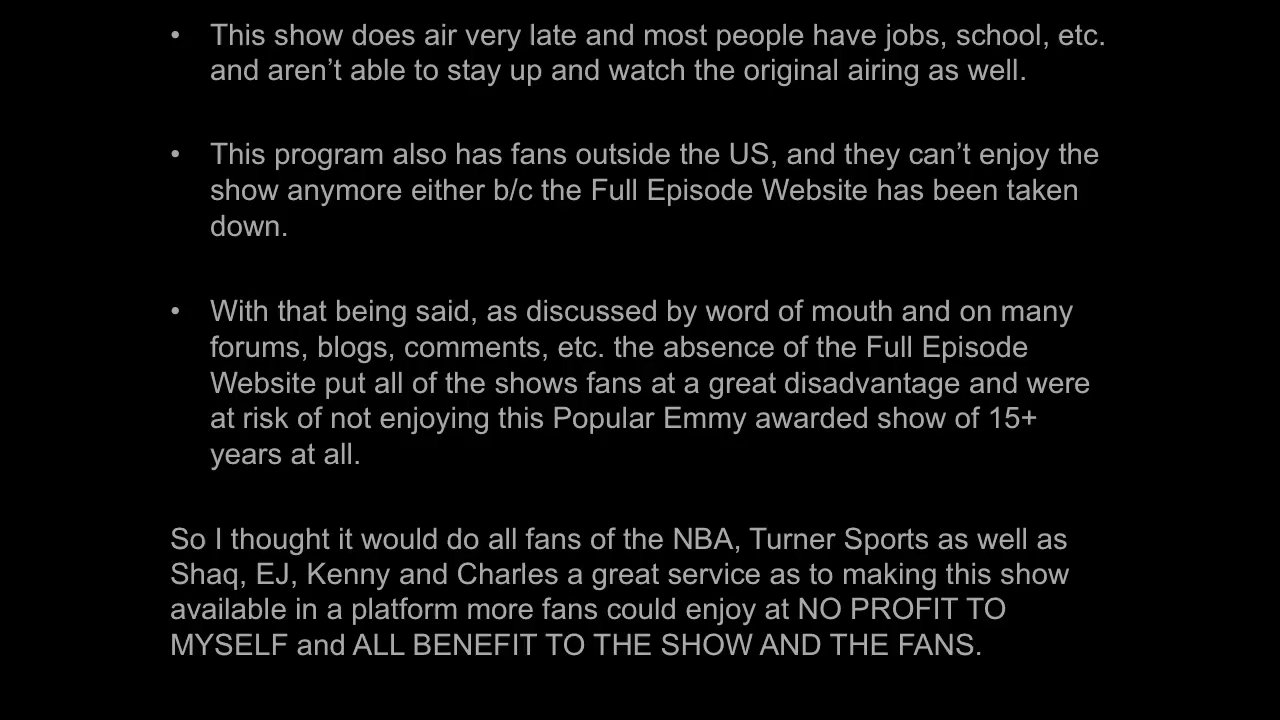 • This show does air very late and most people have jobs, school, etc.
and aren’t able to stay up and watch the original airing as well.
• This program also has fans outside the US, and they can’t enjoy the
show anymore either b/c the Full Episode Website has been taken
down.
• With that being said, as discussed by word of mouth and on many
forums, blogs, comments, etc. the absence of the Full Episode
Website put all of the shows fans at a great disadvantage and were
at risk of not enjoying this Popular Emmy awarded show of 15+
years at all.
So I thought it would do all fans of the NBA, Turner Sports as well as
Shaq, EJ, Kenny and Charles a great service as to making this show
available in a platform more fans could enjoy at NO PROFIT TO
MYSELF and ALL BENEFIT TO THE SHOW AND THE FANS.